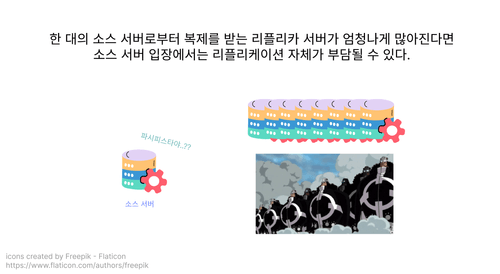 한 대의 소스 서버로부터 복제를 받는 리플리카 서버가 엄청나게 많아진다면
소스 서버 입장에서는 리플리케이션 자체가 부담될 수 있다.
파시피스타야..??
소스 서버
icons created by Freepik - Flaticon
https://www.flaticon.com/authors/freepik